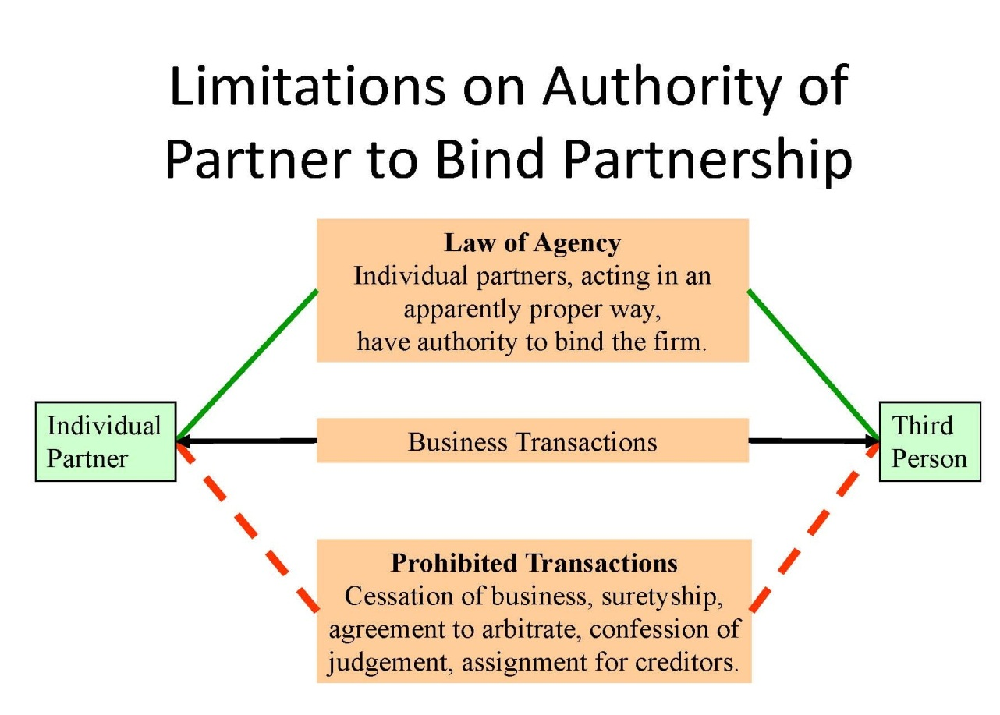 Limitations on Authority of
Partner to Bind Partnership
Law of Agency
Individual partners, acting in an
apparently proper way,
have authority to bind the firm.
Individual
Partner
Business Transactions
Third
Person
Prohibited Transactions
Cessation of business, suretyship,
agreement to arbitrate, confession of
judgement, assignment for creditors.